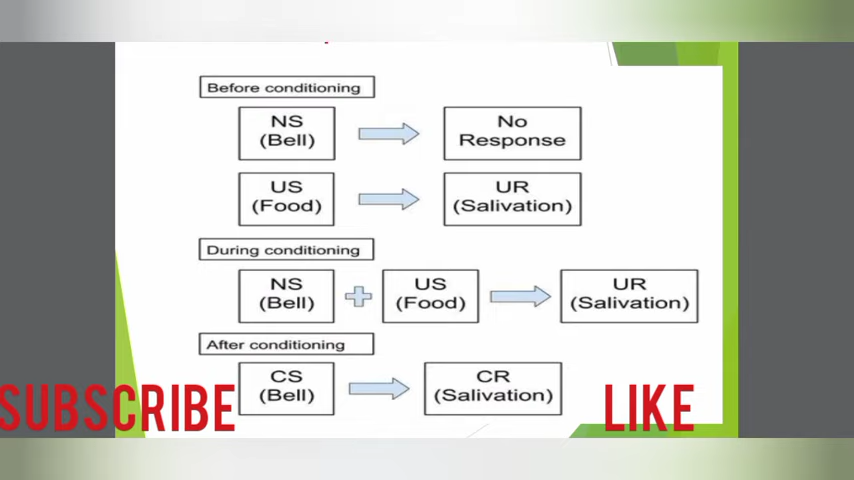 Before conditioning
NS
(Bell)
No
Response
US
(Food)
UR
(Salivation)
During conditioning
NS
(Bell)
US
(Food)
UR
(Salivation)
After conditioning
CS
(Bell)
CR
(Salivation)
SUBSCRIBE
LIKE